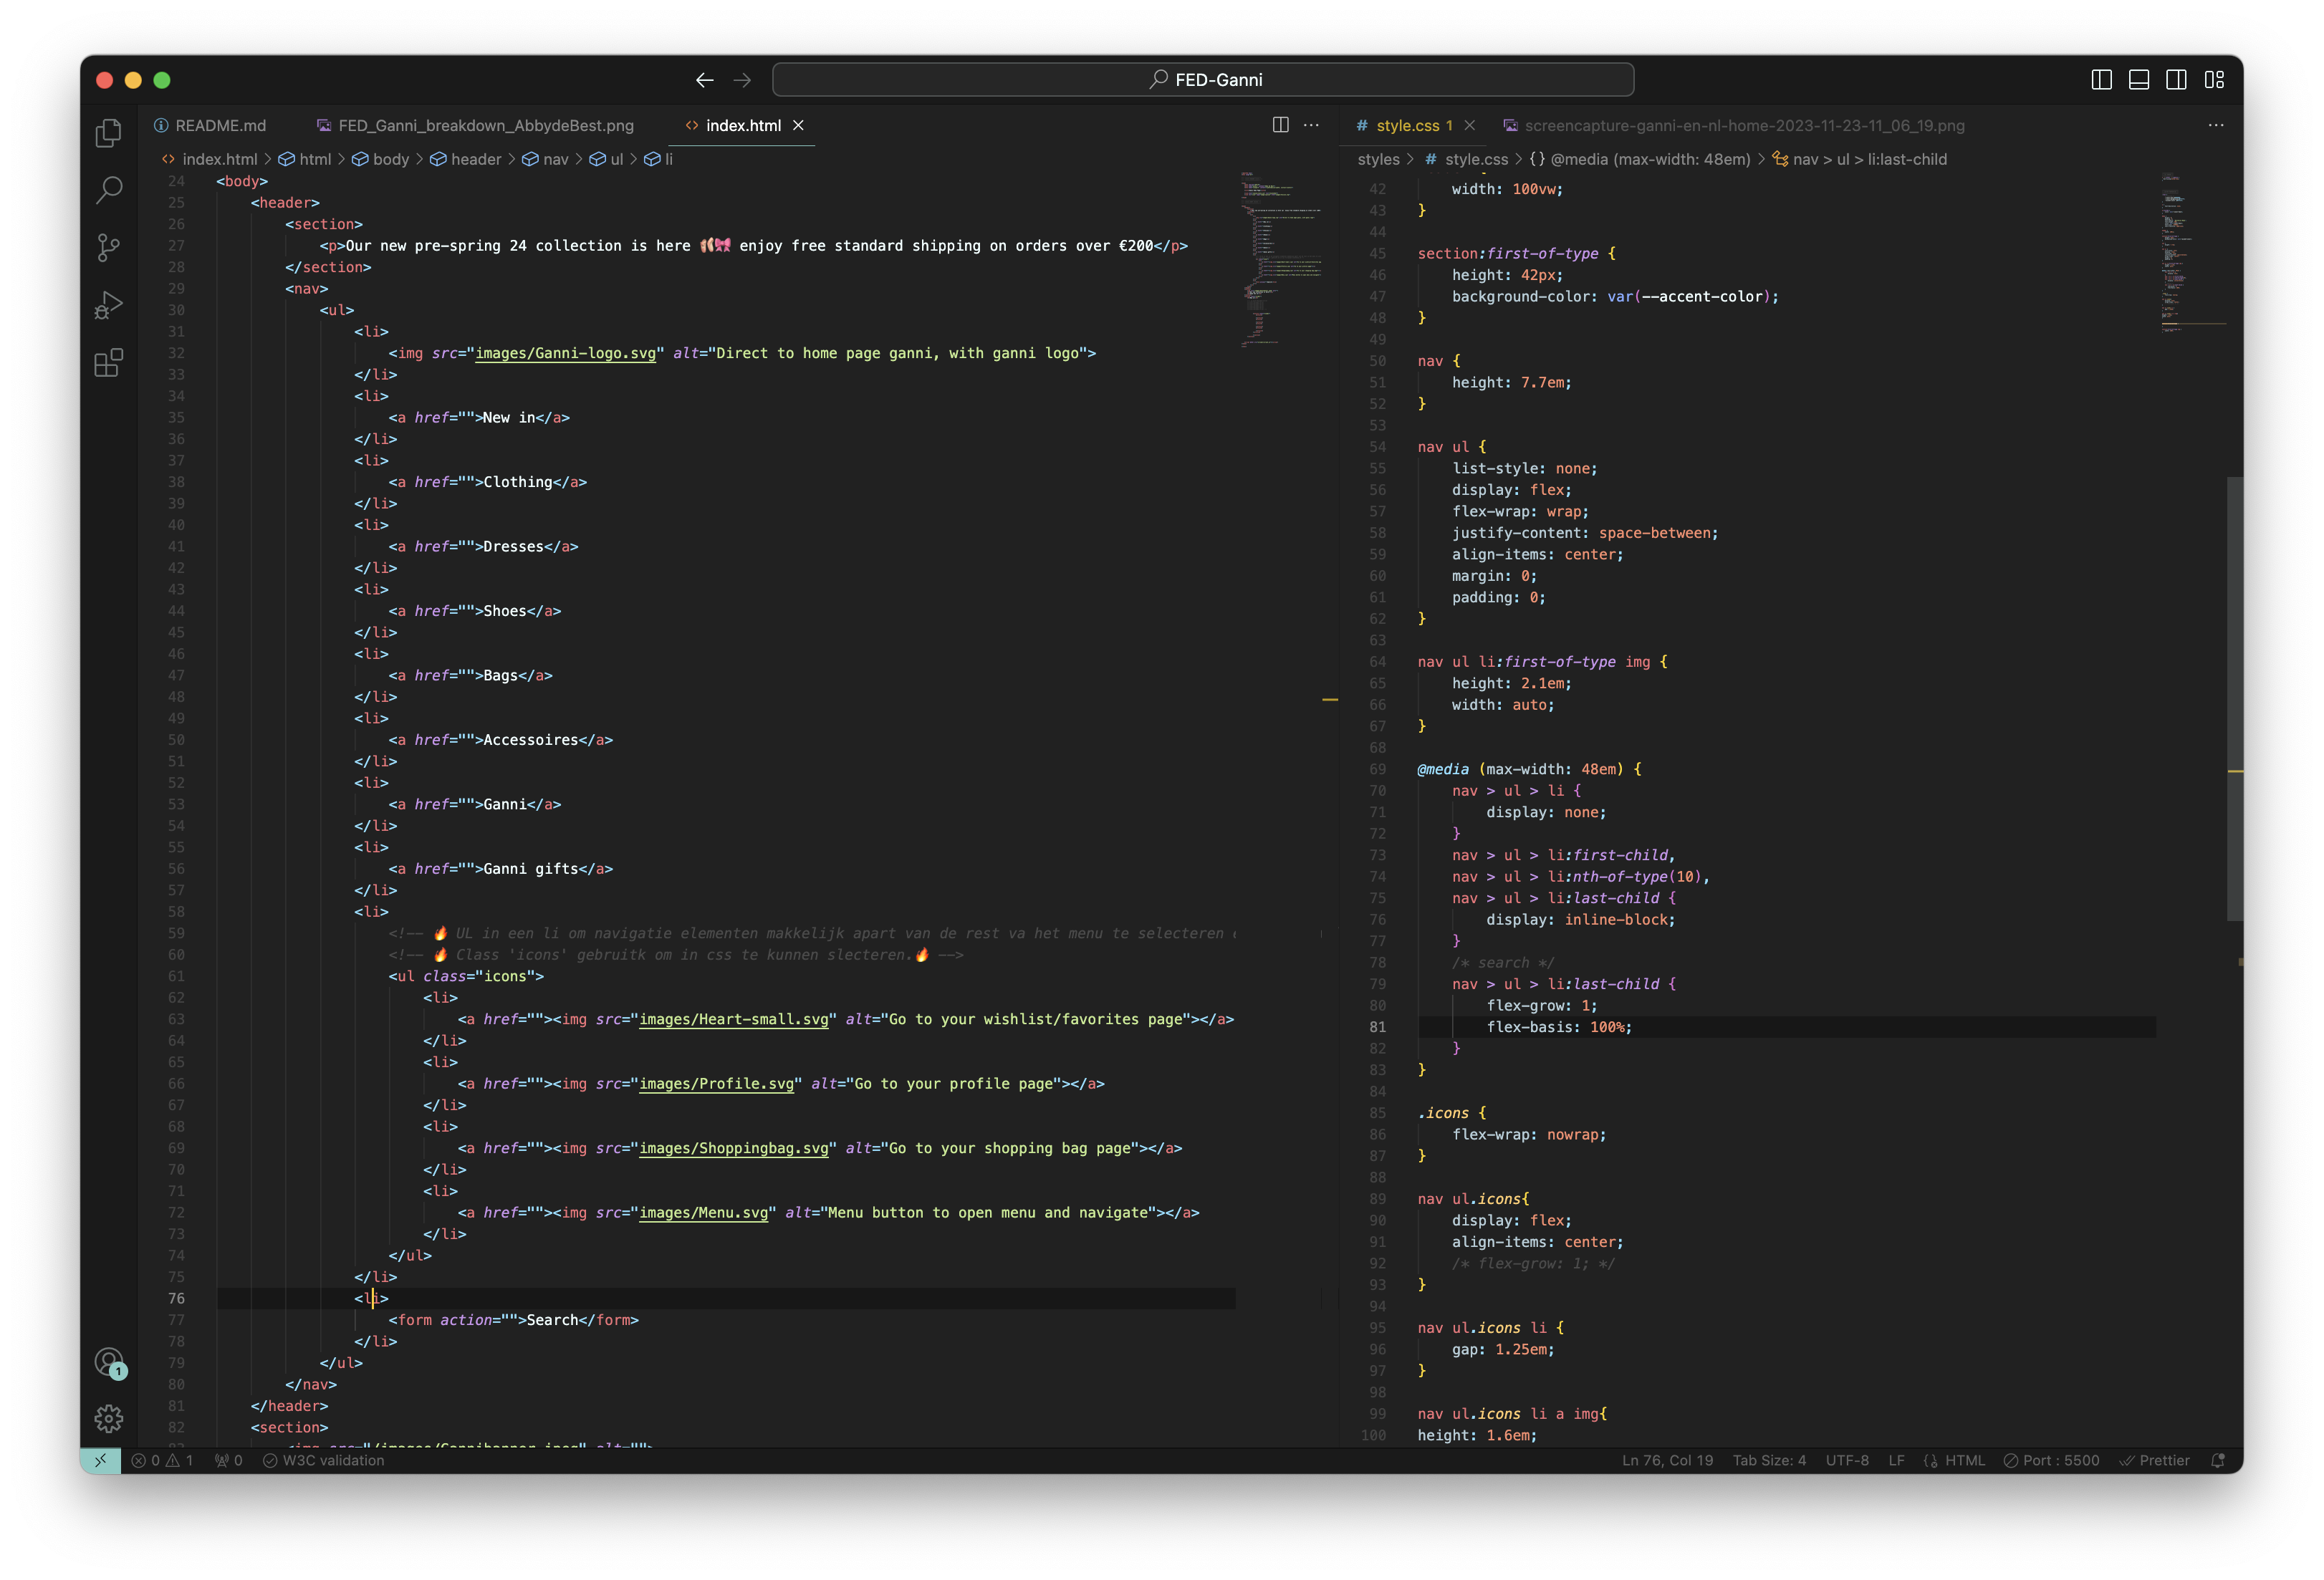 FED-Ganni
README.md
FED_Ganni_breakdown_AbbydeBest.png
index.html
index.html > html > body > header > nav > ul > li
24 <body>
25 <header>
26 <section>
27 <p>Our new pre-spring 24 collection is here 🩰🎀 enjoy free standard shipping on orders over €200</p>
28 </section>
29 <nav>
30 <ul>
31 <li>
32 <img src="images/Ganni-logo.svg" alt="Direct to home page ganni, with ganni logo">
33 </li>
34 <li>
35 <a href="">New in</a>
36 </li>
37 <li>
38 <a href="">Clothing</a>
39 </li>
40 <li>
41 <a href="">Dresses</a>
42 </li>
43 <li>
44 <a href="">Shoes</a>
45 </li>
46 <li>
47 <a href="">Bags</a>
48 </li>
49 <li>
50 <a href="">Accessoires</a>
51 </li>
52 <li>
53 <a href="">Ganni</a>
54 </li>
55 <li>
56 <a href="">Ganni gifts</a>
57 </li>
58 <li>
59 <!-- 🔥 UL in een li om navigatie elementen makkelijk apart van de rest va het menu te selecteren
60 <!-- 🔥 Class 'icons' gebruitk om in css te kunnen slecteren.🔥 -->
61 <ul class="icons">
62 <li>
63 <a href=""><img src="images/Heart-small.svg" alt="Go to your wishlist/favorites page"></a>
64 </li>
65 <li>
66 <a href=""><img src="images/Profile.svg" alt="Go to your profile page"></a>
67 </li>
68 <li>
69 <a href=""><img src="images/Shoppingbag.svg" alt="Go to your shopping bag page"></a>
70 </li>
71 <li>
72 <a href=""><img src="images/Menu.svg" alt="Menu button to open menu and navigate"></a>
73 </li>
74 </ul>
75 </li>
76 <li>
77 <form action="">Search</form>
78 </li>
79 </ul>
80 </nav>
81 </header>
82 <section>
style.css 1
screencapture-ganni-en-nl-home-2023-11-23-11_06_19.png
styles > # style.css > {} @media (max-width: 48em) > nav > ul > li:last-child
42 width: 100vw;
43 }
44
45 section:first-of-type {
46 height: 42px;
47 background-color: var(--accent-color);
48 }
49
50 nav {
51 height: 7.7em;
52 }
53
54 nav ul {
55 list-style: none;
56 display: flex;
57 flex-wrap: wrap;
58 justify-content: space-between;
59 align-items: center;
60 margin: 0;
61 padding: 0;
62 }
63
64 nav ul li:first-of-type img {
65 height: 2.1em;
66 width: auto;
67 }
68
69 @media (max-width: 48em) {
70 nav > ul > li {
71 display: none;
72 }
73 nav > ul > li:first-child,
74 nav > ul > li:nth-of-type(10),
75 nav > ul > li:last-child {
76 display: inline-block;
77 }
78 /* search */
79 nav > ul > li:last-child {
80 flex-grow: 1;
81 flex-basis: 100%;
82 }
83 }
84
85 .icons {
86 flex-wrap: nowrap;
87 }
88
89 nav ul.icons{
90 display: flex;
91 align-items: center;
92 /* flex-grow: 1; */
93 }
94
95 nav ul.icons li {
96 gap: 1.25em;
97 }
98
99 nav ul.icons li a img{
100 height: 1.6em;
1
0 1 0 W3C validation
Ln 76, Col 19 Tab Size: 4 UTF-8 LF {} HTML Port : 5500 Prettier